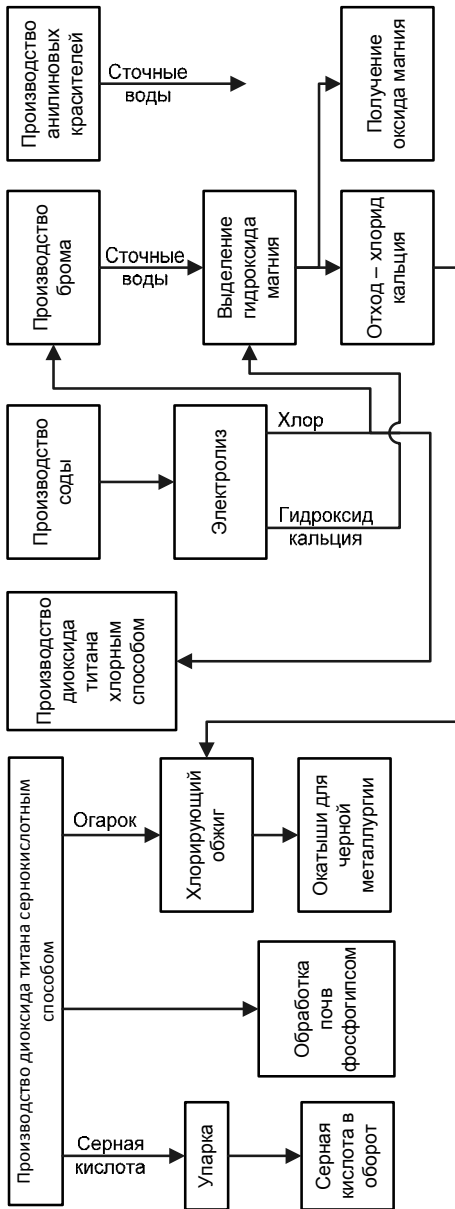 Производство диоксида титана сернокислотным
способом
Производство
диоксида
титана
хлорным
способом
Производство
соды
Производство
брома
Производство
анилиновых
красителей
Серная
кислота
Огарок
Сточные
воды
Сточные
воды
Упарка
Хлорирующий
обжиг
Электролиз
Хлор
Гидроксид
кальция
Выделение
гидроксида
магния
Серная
кислота в
оборот
Обработка
почв
фосфогипсом
Окатыши для
черной
металлургии
Отход – хлорид
кальция
Получение
оксида магния